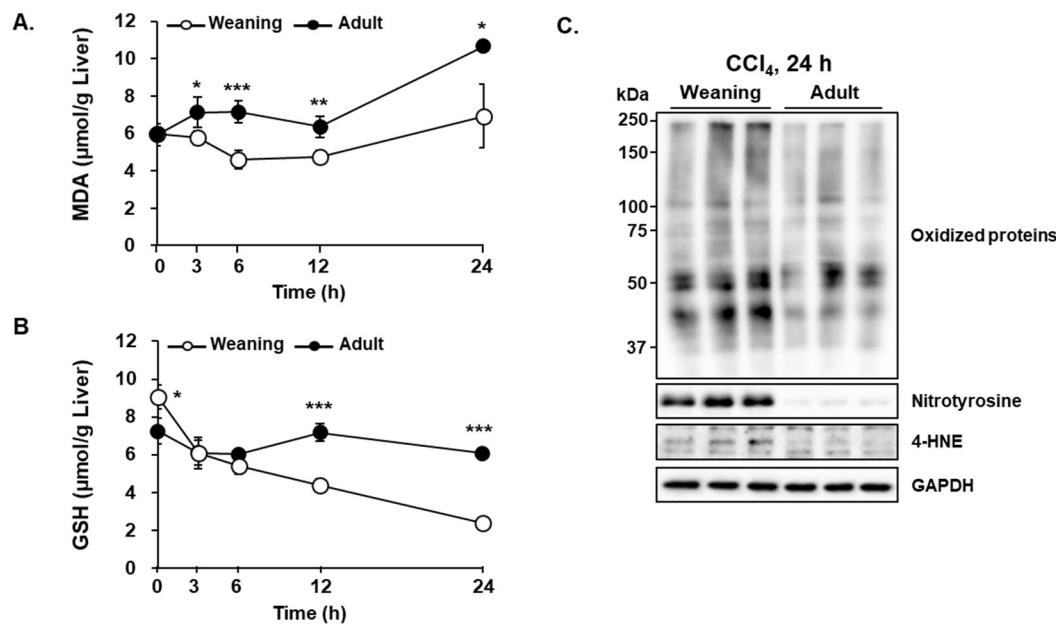 A.
Weaning Adult
12
10
8
6
4
2
0
MDA (μmol/g Liver)
* *** ** *
0 3 6 12 24
Time (h)
B
Weaning Adult
12
10
8
6
4
2
0
GSH (μmol/g Liver)
* *** ***
0 3 6 12 24
Time (h)
C.
CCl₄, 24 h
kDa Weaning Adult
250
150
100
75
50
37
Oxidized proteins
Nitrotyrosine
4-HNE
GAPDH